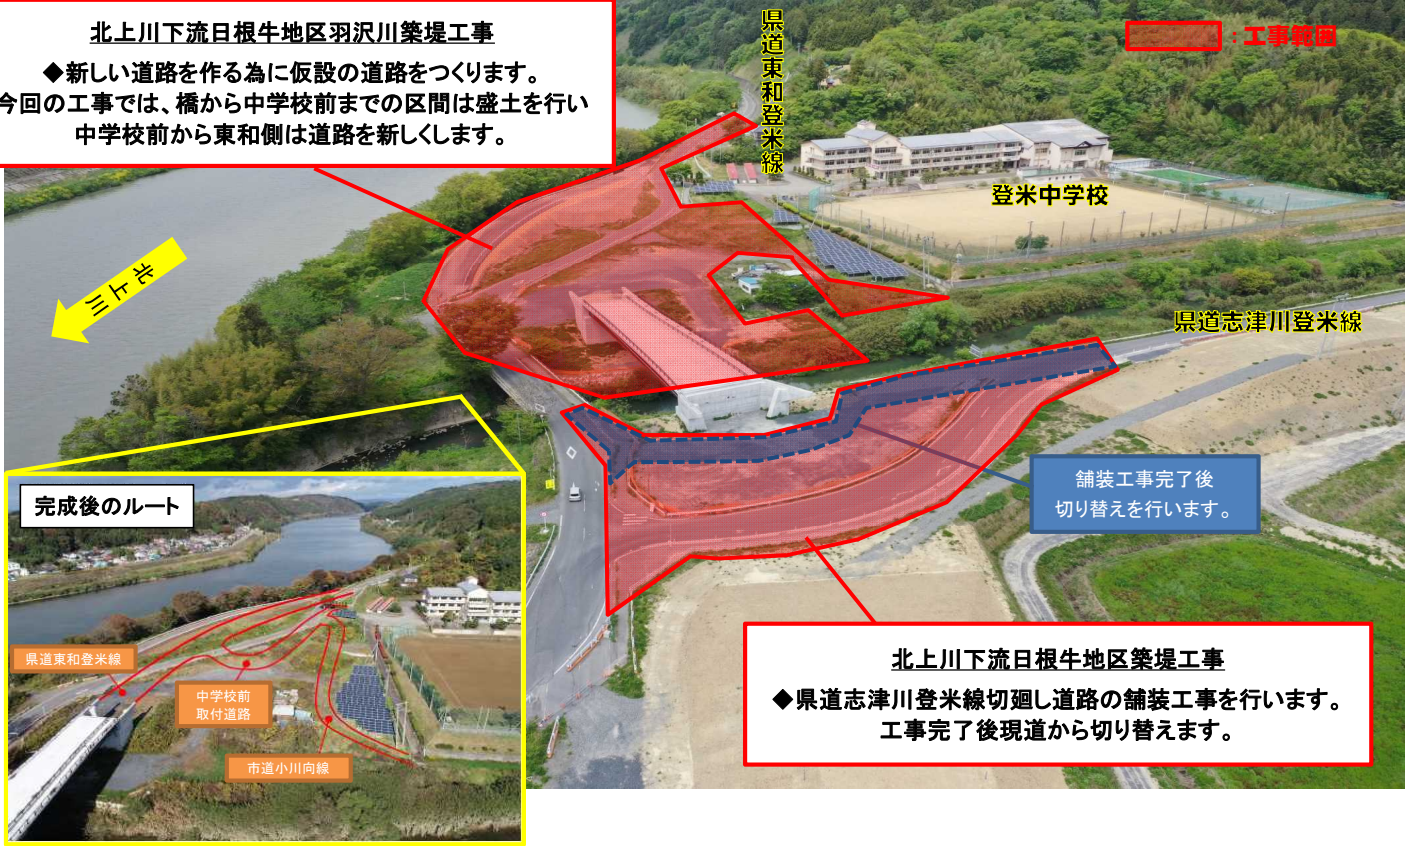 北上川下流日根牛地区羽沢川築堤工事
◆新しい道路を作る為に仮設の道路をつくります。
今回の工事では、橋から中学校前までの区間は盛土を行い
中学校前から東和側は道路を新しくします。
県道東和登米線
：工事範囲
登米中学校
北上川
県道志津川登米線
舗装工事完了後
切り替えを行います。
完成後のルート
県道東和登米線
中学校前
取付道路
市道小川向線
北上川下流日根牛地区築堤工事
◆県道志津川登米線切廻し道路の舗装工事を行います。
工事完了後現道から切り替えます。